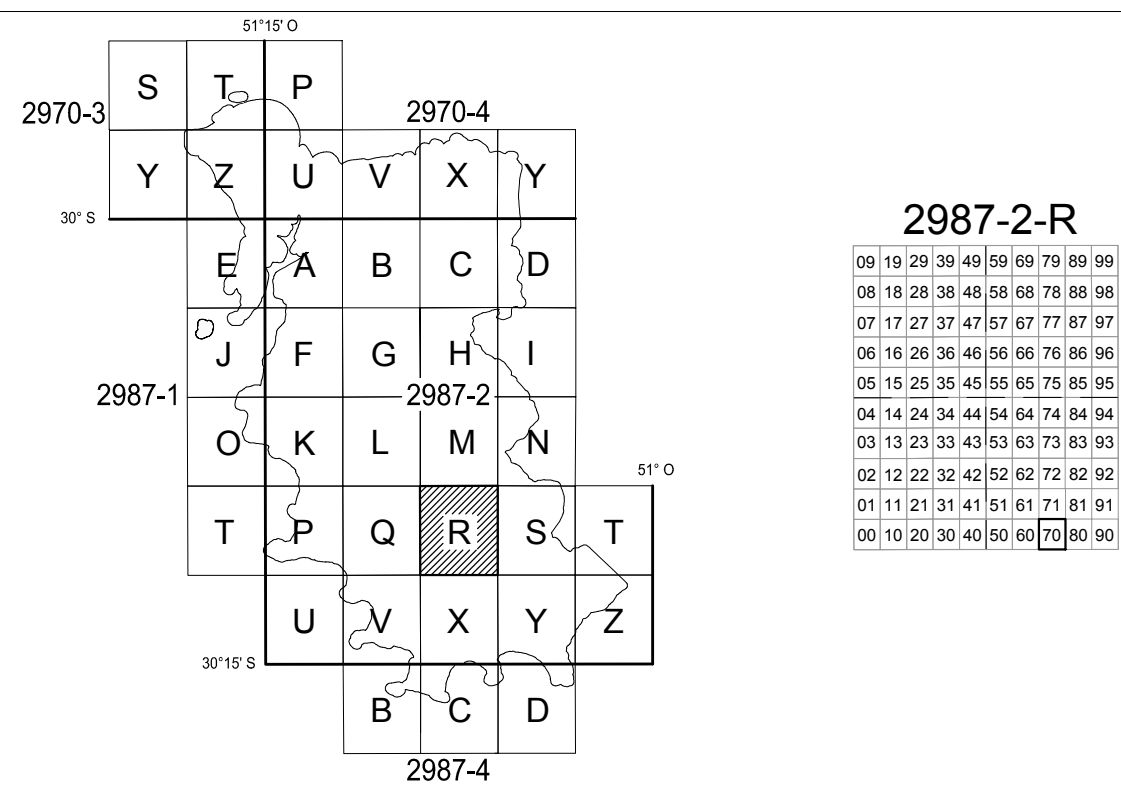 51°15' O
S T P
2970-3 2970-4
Y Z U V X Y
30° S
E A B C D
J F G H I
2987-1 2987-2
O K L M N
51° O
T P Q R S T
U V X Y Z
30°15' S
B C D
2987-4
2987-2-R
09 19 29 39 49 59 69 79 89 99
08 18 28 38 48 58 68 78 88 98
07 17 27 37 47 57 67 77 87 97
06 16 26 36 46 56 66 76 86 96
05 15 25 35 45 55 65 75 85 95
04 14 24 34 44 54 64 74 84 94
03 13 23 33 43 53 63 73 83 93
02 12 22 32 42 52 62 72 82 92
01 11 21 31 41 51 61 71 81 91
00 10 20 30 40 50 60 70 80 90